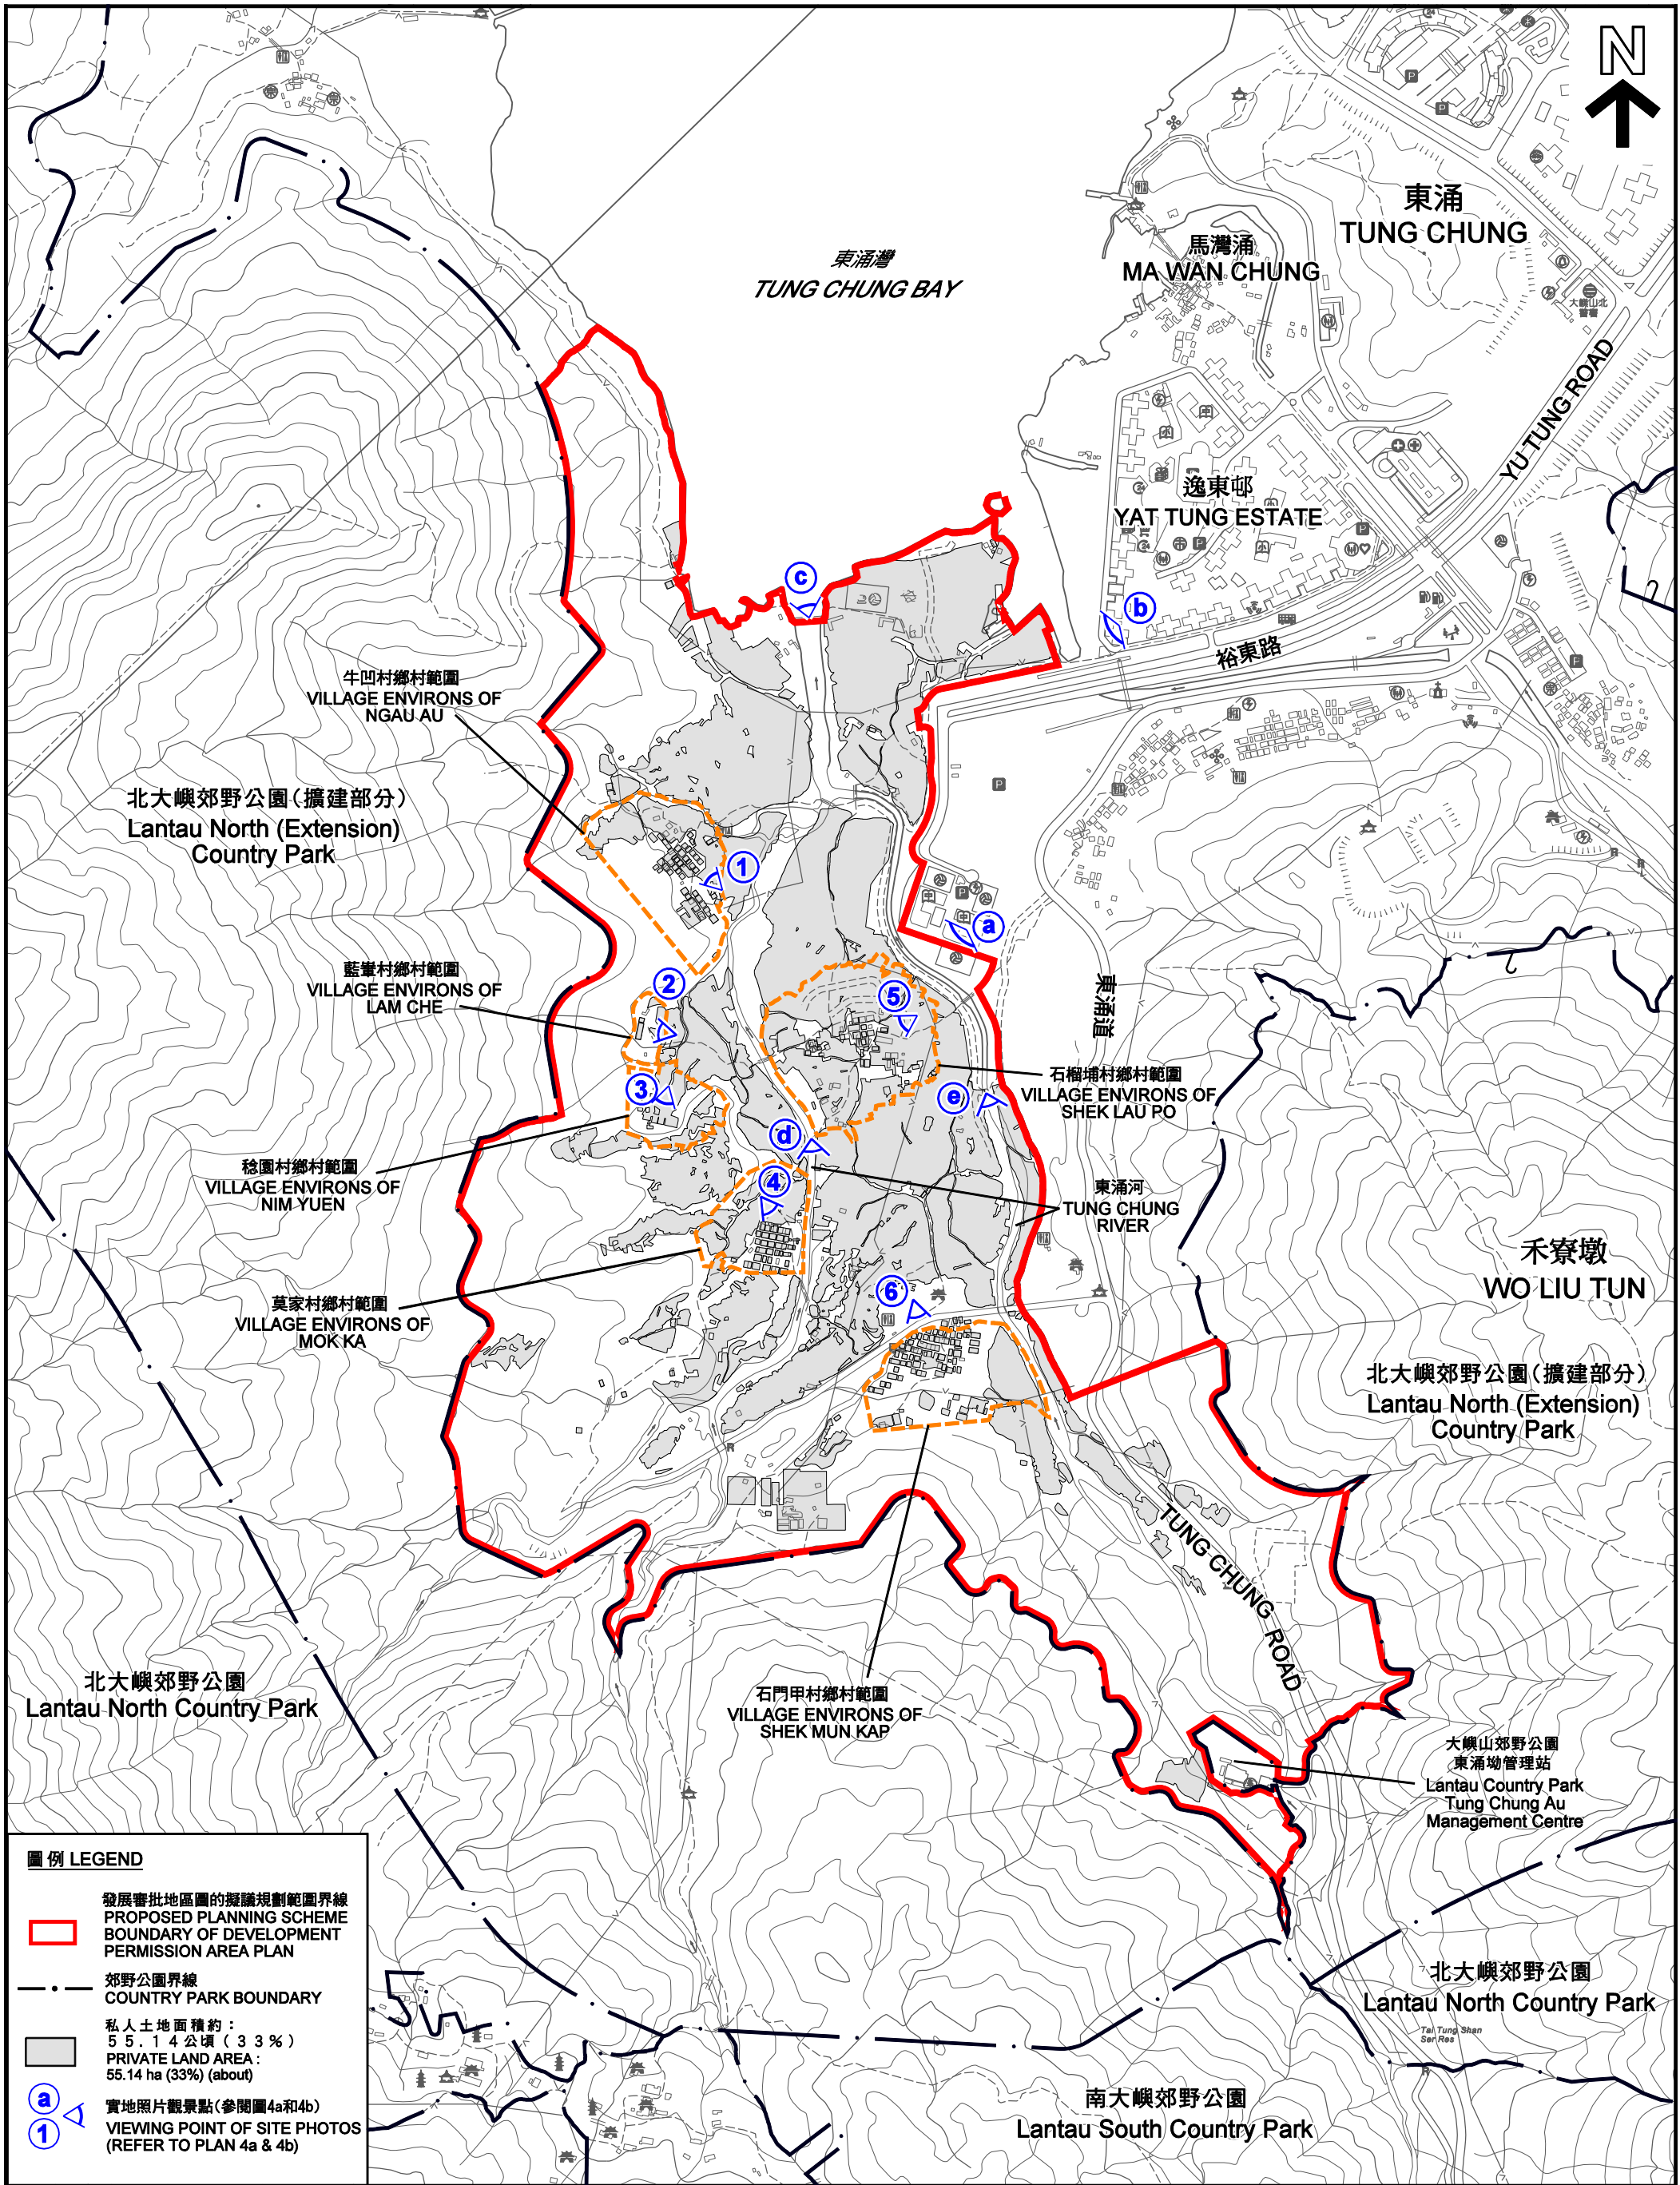 N
東涌
TUNG CHUNG
馬灣涌
MA WAN CHUNG
東涌灣
TUNG CHUNG BAY
大嶼山北
警署
YU TUNG ROAD
逸東邨
YAT TUNG ESTATE
c
b
裕東路
牛凹村鄉村範圍
VILLAGE ENVIRONS OF
NGAU AU
北大嶼郊野公園(擴建部分)
Lantau North (Extension)
Country Park
1
a
藍輋村鄉村範圍
VILLAGE ENVIRONS OF
LAM CHE
2
5
東涌道
石榴埔村鄉村範圍
VILLAGE ENVIRONS OF
SHEK LAU PO
3
e
d
稔園村鄉村範圍
VILLAGE ENVIRONS OF
NIM YUEN
4
東涌河
TUNG CHUNG
RIVER
禾寮墩
WO LIU TUN
莫家村鄉村範圍
VILLAGE ENVIRONS OF
MOK KA
6
北大嶼郊野公園(擴建部分)
Lantau North (Extension)
Country Park
TUNG CHUNG ROAD
北大嶼郊野公園
Lantau North Country Park
石門甲村鄉村範圍
VILLAGE ENVIRONS OF
SHEK MUN KAP
大嶼山郊野公園
東涌坳管理站
Lantau Country Park
Tung Chung Au
Management Centre
圖例 LEGEND
發展審批地區圖的擬議規劃範圍界線
PROPOSED PLANNING SCHEME
BOUNDARY OF DEVELOPMENT
PERMISSION AREA PLAN
郊野公園界線
COUNTRY PARK BOUNDARY
私人土地面積約：
55.14公頃(33%)
PRIVATE LAND AREA :
55.14 ha (33%) (about)
a
1
實地照片觀景點(參閱圖4a和4b)
VIEWING POINT OF SITE PHOTOS
(REFER TO PLAN 4a & 4b)
北大嶼郊野公園
Lantau North Country Park
Tai Tung Shan
Ser Res
南大嶼郊野公園
Lantau South Country Park